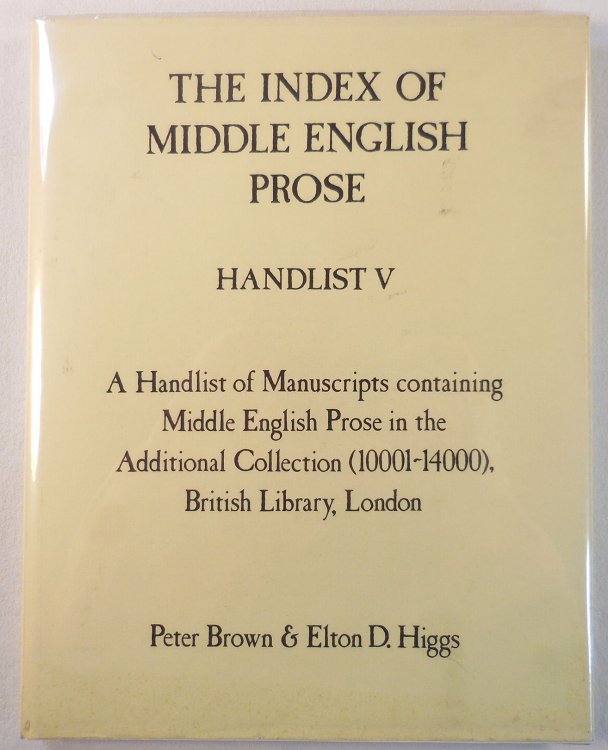 THE INDEX OF
MIDDLE ENGLISH
PROSE
HANDLIST V
A Handlist of Manuscripts containing
Middle English Prose in the
Additional Collection (10001-14000),
British Library, London
Peter Brown & Elton D. Higgs